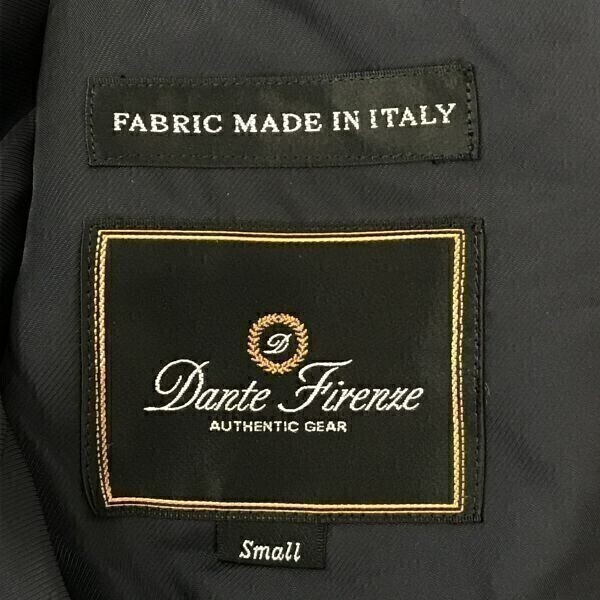 FABRIC MADE IN ITALY
D
Dante Firenze
AUTHENTIC GEAR
Small